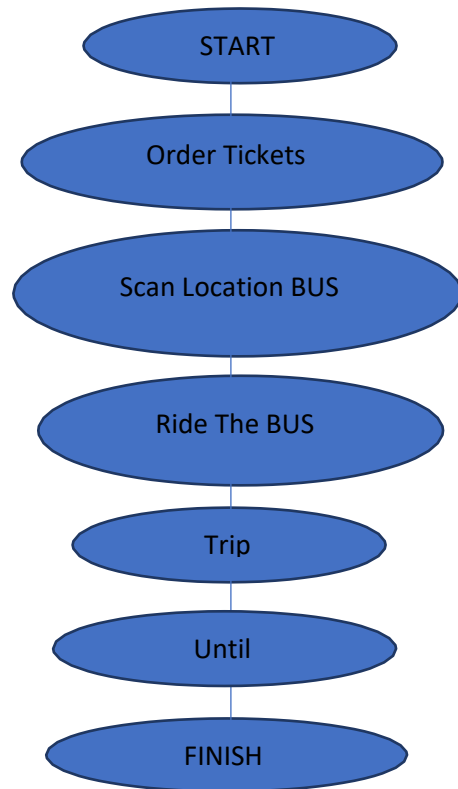 START
Order Tickets
Scan Location BUS
Ride The BUS
Trip
Until
FINISH